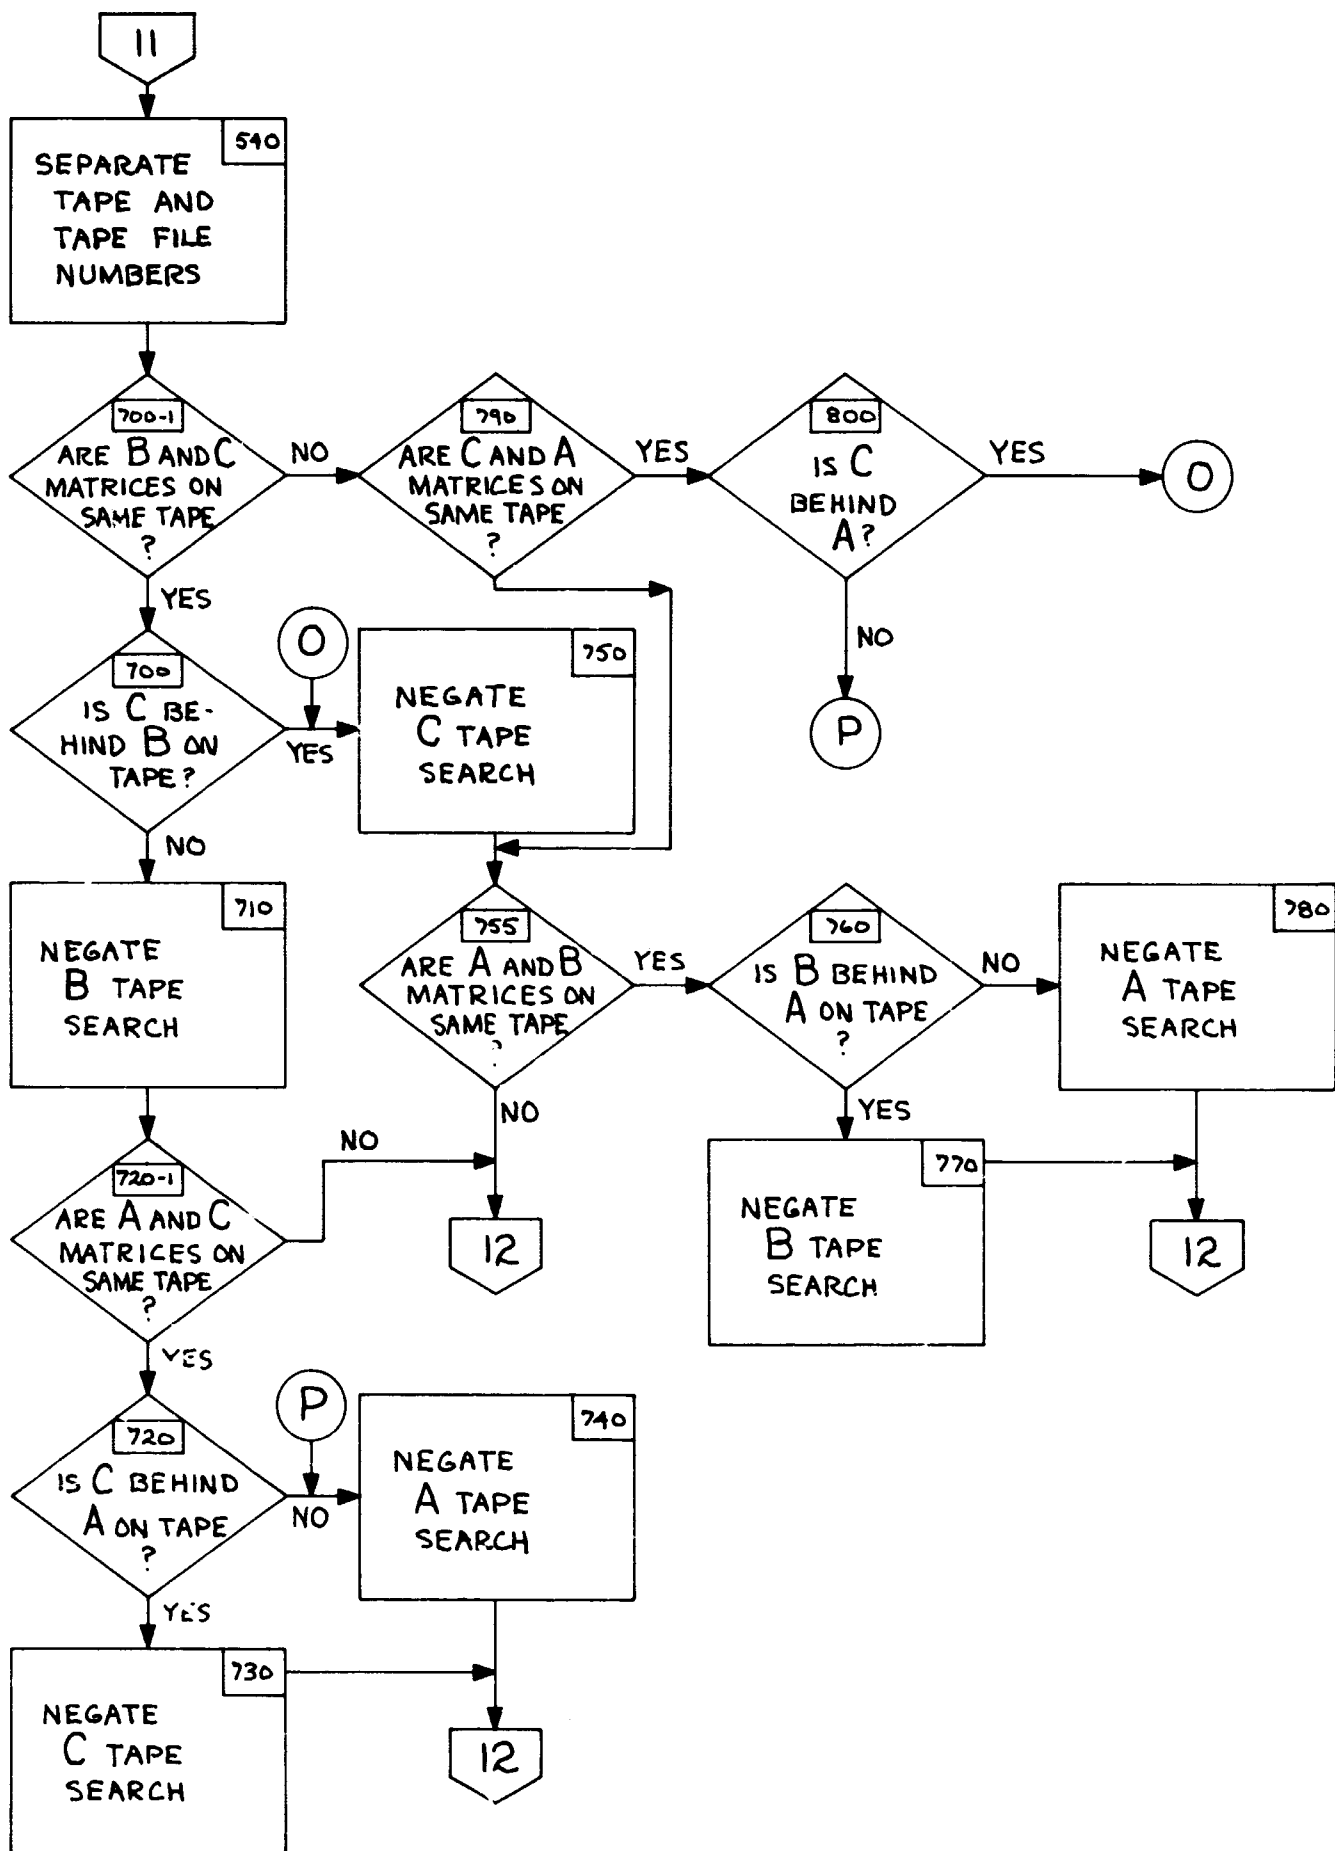 11
540
SEPARATE
TAPE AND
TAPE FILE
NUMBERS
700-1
ARE B AND C
MATRICES ON
SAME TAPE
?
NO
790
ARE C AND A
MATRICES ON
SAME TAPE
?
YES
800
IS C
BEHIND
A?
YES
O
YES
NO
P
700
IS C BE-
HIND B ON
TAPE?
O
YES
750
NEGATE
C TAPE
SEARCH
NO
710
NEGATE
B TAPE
SEARCH
755
ARE A AND B
MATRICES ON
SAME TAPE
?
YES
760
IS B BEHIND
A ON TAPE
?
NO
780
NEGATE
A TAPE
SEARCH
NO
YES
720-1
ARE A AND C
MATRICES ON
SAME TAPE
?
NO
12
770
NEGATE
B TAPE
SEARCH
12
YES
720
IS C BEHIND
A ON TAPE
?
P
NO
740
NEGATE
A TAPE
SEARCH
YES
730
NEGATE
C TAPE
SEARCH
12